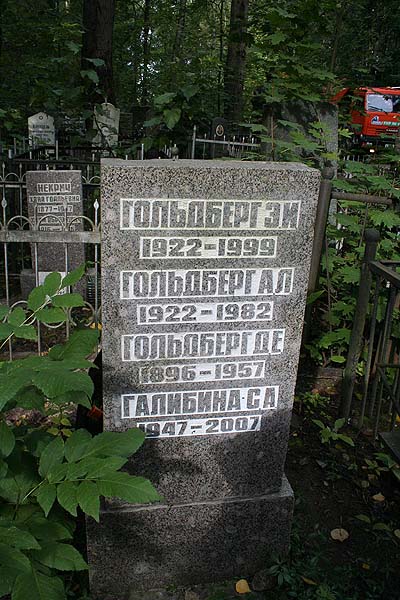 ГОЛЬДБЕРГ З И
1922-1999
ГОЛЬДБЕРГ А Л
1922-1982
ГОЛЬДБЕРГ Д Е
1896-1957
ГАЛИБИНА·С А
1947-2007
НЕКРИЧ